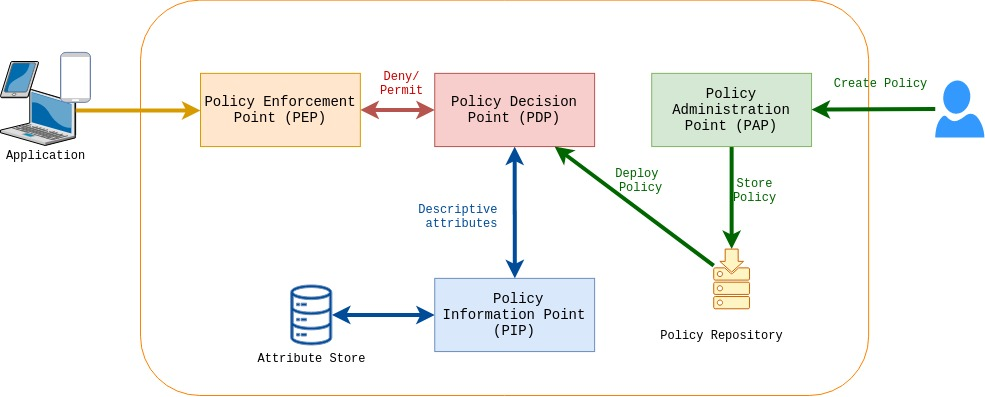 Application
Policy Enforcement
Point (PEP)
Deny/
Permit
Policy Decision
Point (PDP)
Policy
Administration
Point (PAP)
Create Policy
Descriptive
attributes
Deploy
Policy
Store
Policy
Policy
Information Point
(PIP)
Attribute Store
Policy Repository